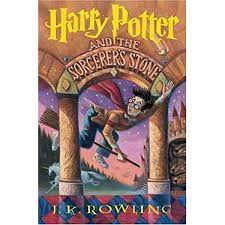 Harry Potter
AND THE
SORCERER'S STONE
J. K. ROWLING